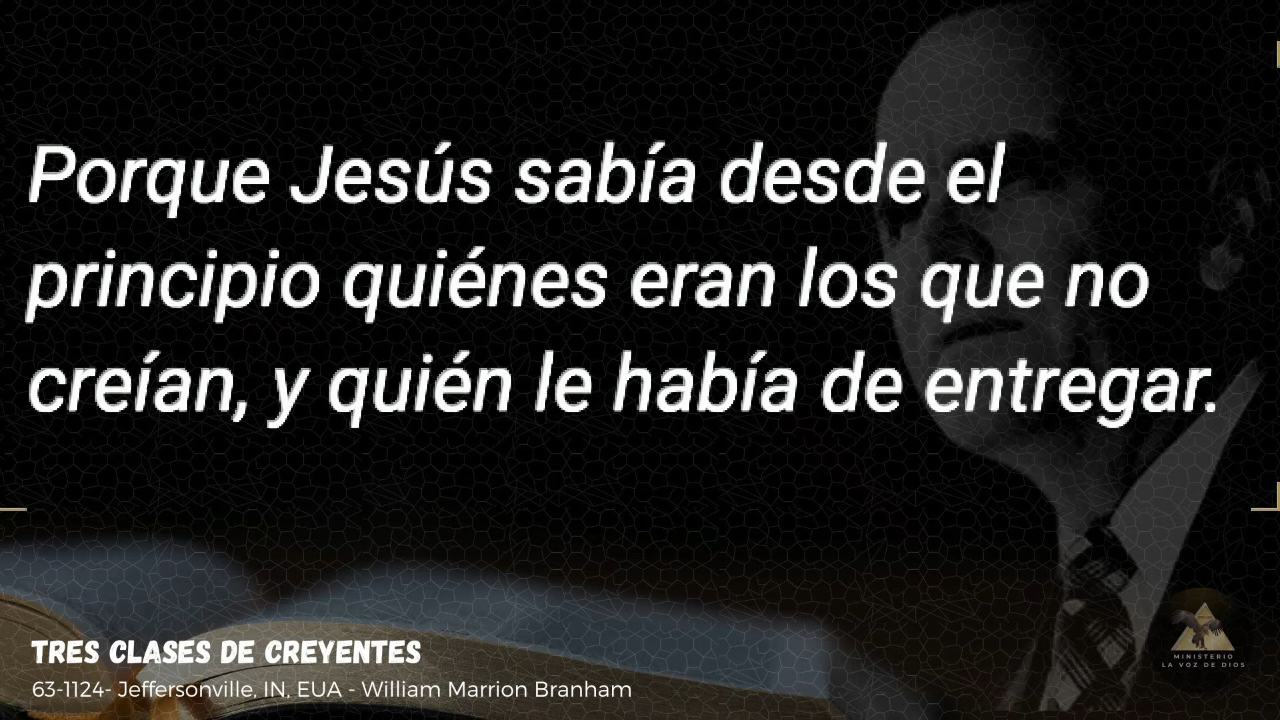 Porque Jesús sabía desde el
principio quiénes eran los que no
creían, y quién le había de entregar.
TRES CLASES DE CREYENTES
63-1124- Jeffersonville, IN, EUA - William Marrion Branham
MINISTERIO
LA VOZ DE DIOS